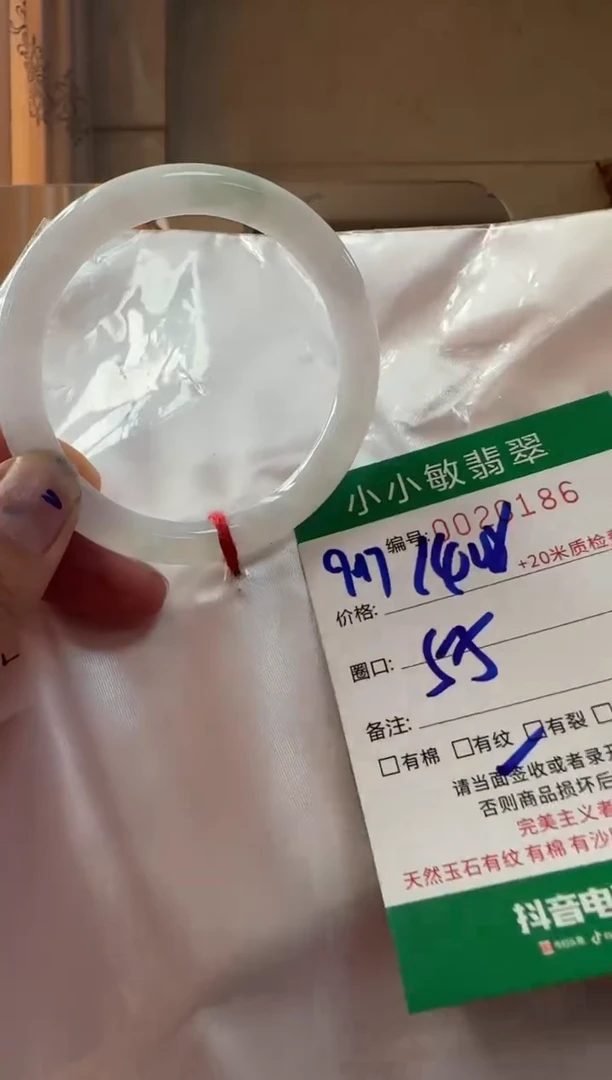 小小敏翡翠
编号: 0020186
+20米质检
价格:
圈口: 575
备注:
□有棉 □有纹 □有裂 □
请当面签收或者录
否则商品损坏后
完美主义者
天然玉石有纹有棉有沙
抖音电